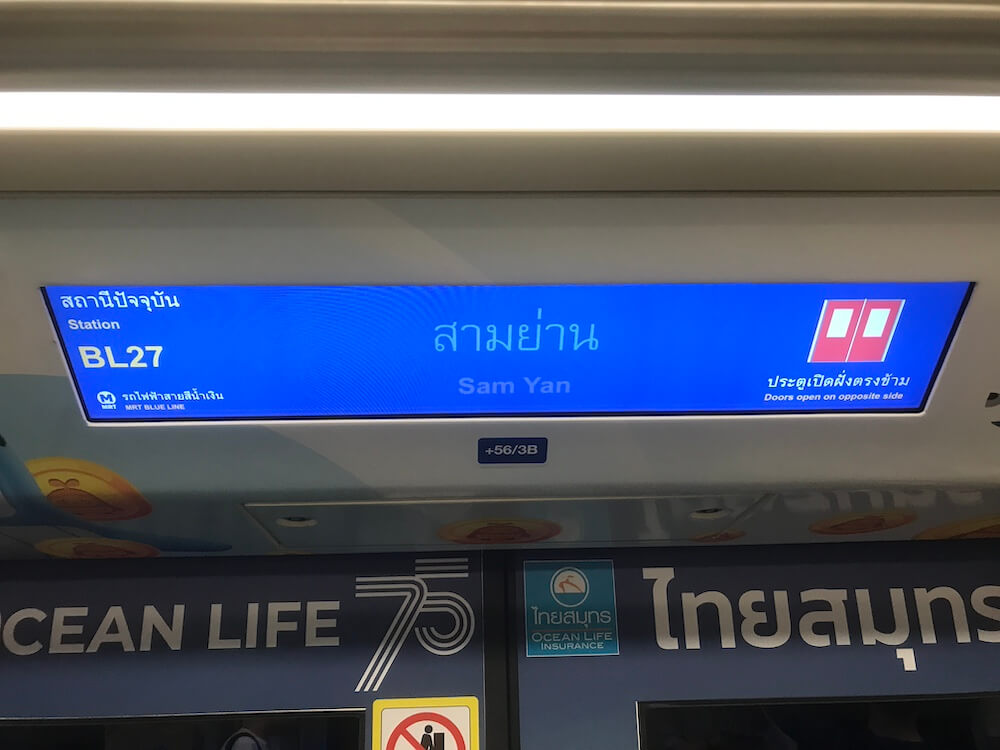 สถานีปัจจุบัน
Station
BL27
MRT
รถไฟฟ้าสายสีน้ำเงิน
MRT BLUE LINE
สามย่าน
Sam Yan
ประตูเปิดฝั่งตรงข้าม
Doors open on opposite side
+56/3B
OCEAN LIFE 75
ไทยสมุทร
OCEAN LIFE
INSURANCE
ไทยสมุทร